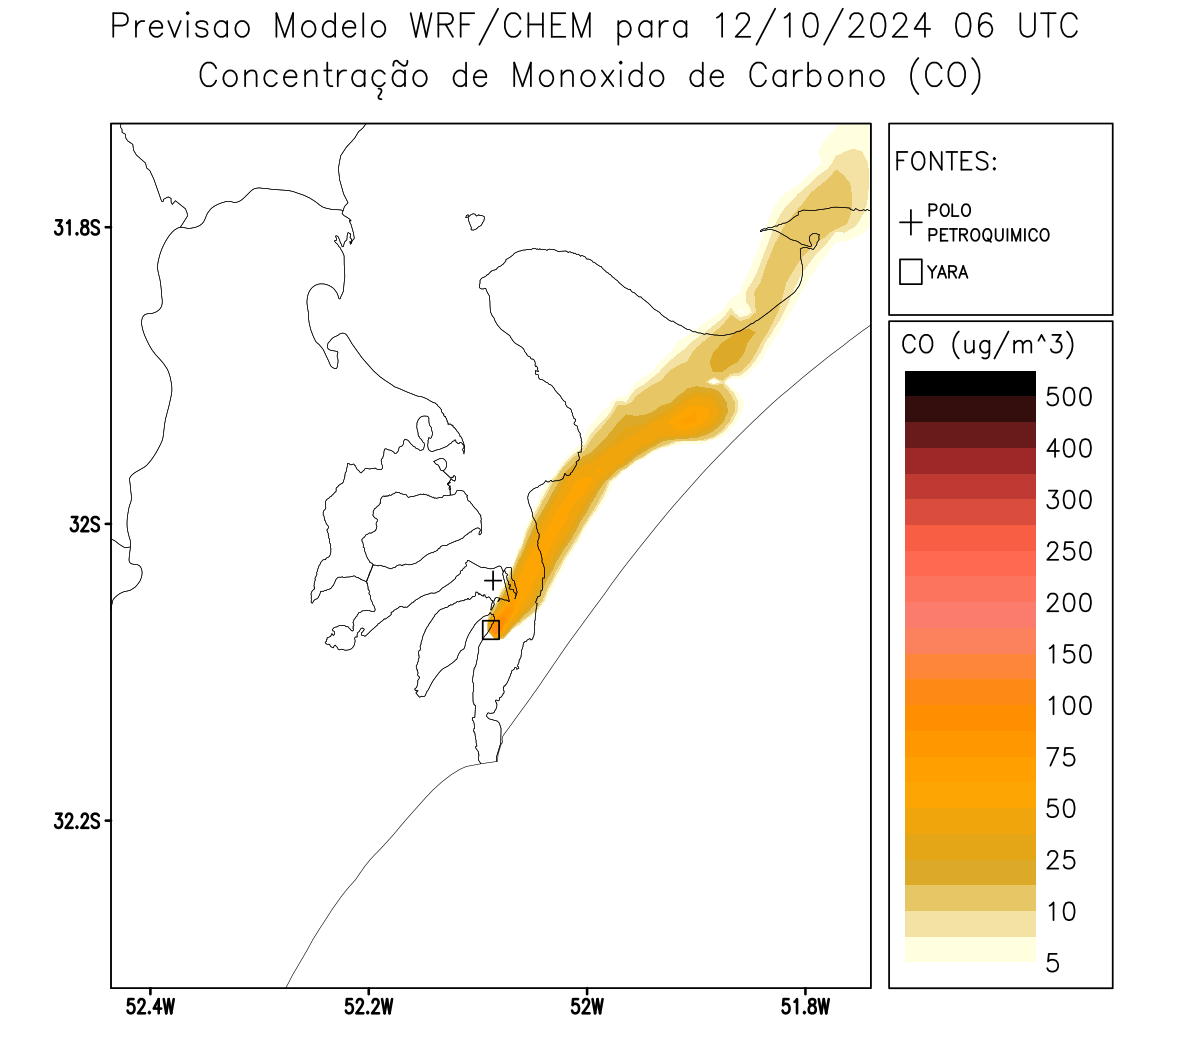 Previsao Modelo WRF/CHEM para 12/10/2024 06 UTC
Concentração de Monoxido de Carbono (CO)
FONTES:
POLO
PETROQUIMICO
YARA
CO (ug/m^3)
500
400
300
250
200
150
100
75
50
25
10
5
31.8S
32S
32.2S
52.4W
52.2W
52W
51.8W